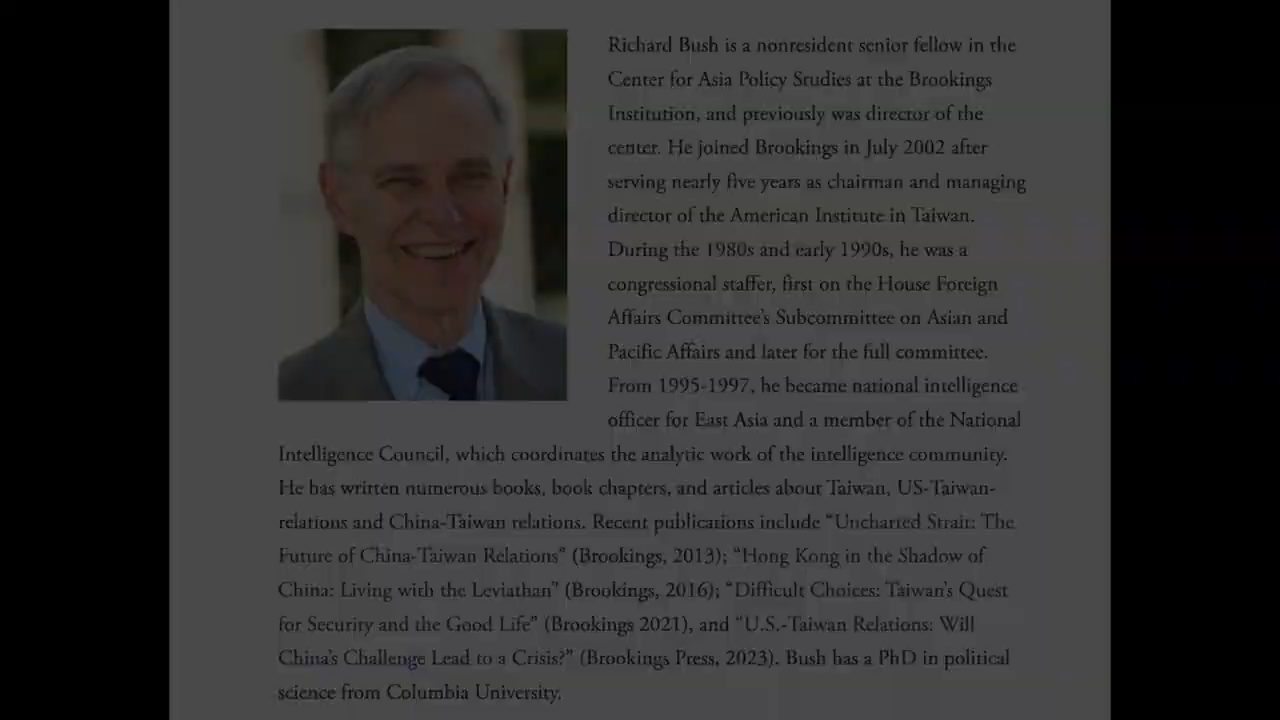 Richard Bush is a nonresident senior fellow in the
Center for Asia Policy Studies at the Brookings
Institution, and previously was director of the
center. He joined Brookings in July 2002 after
serving nearly five years as chairman and managing
director of the American Institute in Taiwan.
During the 1980s and early 1990s, he was a
congressional staffer, first on the House Foreign
Affairs Committee's Subcommittee on Asian and
Pacific Affairs and later for the full committee.
From 1995-1997, he became national intelligence
officer for East Asia and a member of the National
Intelligence Council, which coordinates the analytic work of the intelligence community.
He has written numerous books, book chapters, and articles about Taiwan, US-Taiwan-
relations and China-Taiwan relations. Recent publications include “Uncharted Strait: The
Future of China-Taiwan Relations” (Brookings, 2013); “Hong Kong in the Shadow of
China: Living with the Leviathan” (Brookings, 2016); “Difficult Choices: Taiwan's Quest
for Security and the Good Life” (Brookings 2021), and “U.S.-Taiwan Relations: Will
China's Challenge Lead to a Crisis?” (Brookings Press, 2023). Bush has a PhD in political
science from Columbia University.